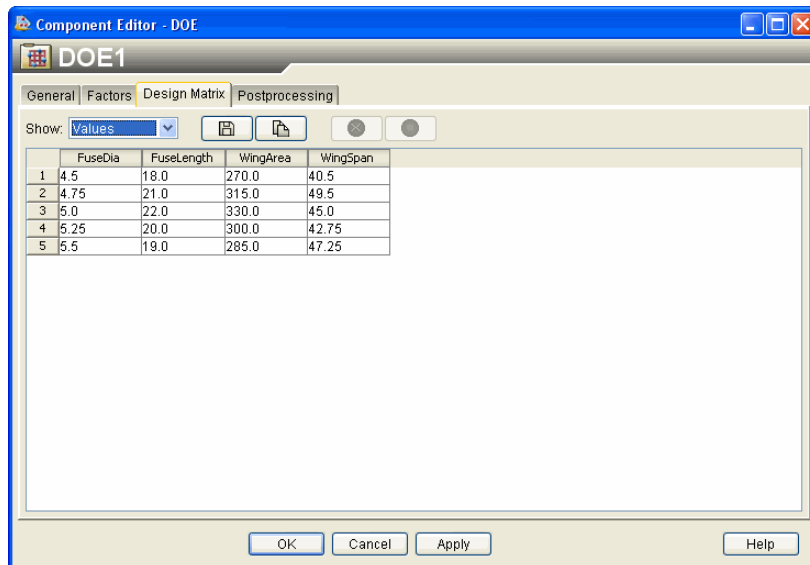 Component Editor - DOE
DOE1
General Factors Design Matrix Postprocessing
Show: Values
FuseDia FuseLength WingArea WingSpan
1 4.5 18.0 270.0 40.5
2 4.75 21.0 315.0 49.5
3 5.0 22.0 330.0 45.0
4 5.25 20.0 300.0 42.75
5 5.5 19.0 285.0 47.25
OK Cancel Apply Help